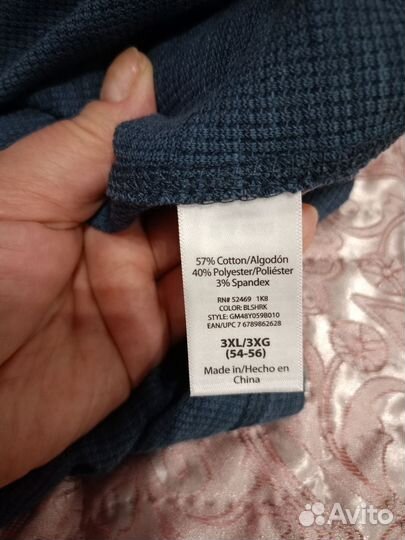 57% Cotton/Algodón
40% Polyester/Poliéster
3% Spandex
RN# 52469 1K8
COLOR: BLSHRK
STYLE: GM48Y059B010
EAN/UPC 7 6789862628
3XL/3XG
(54-56)
Made in/Hecho en
China
Avito